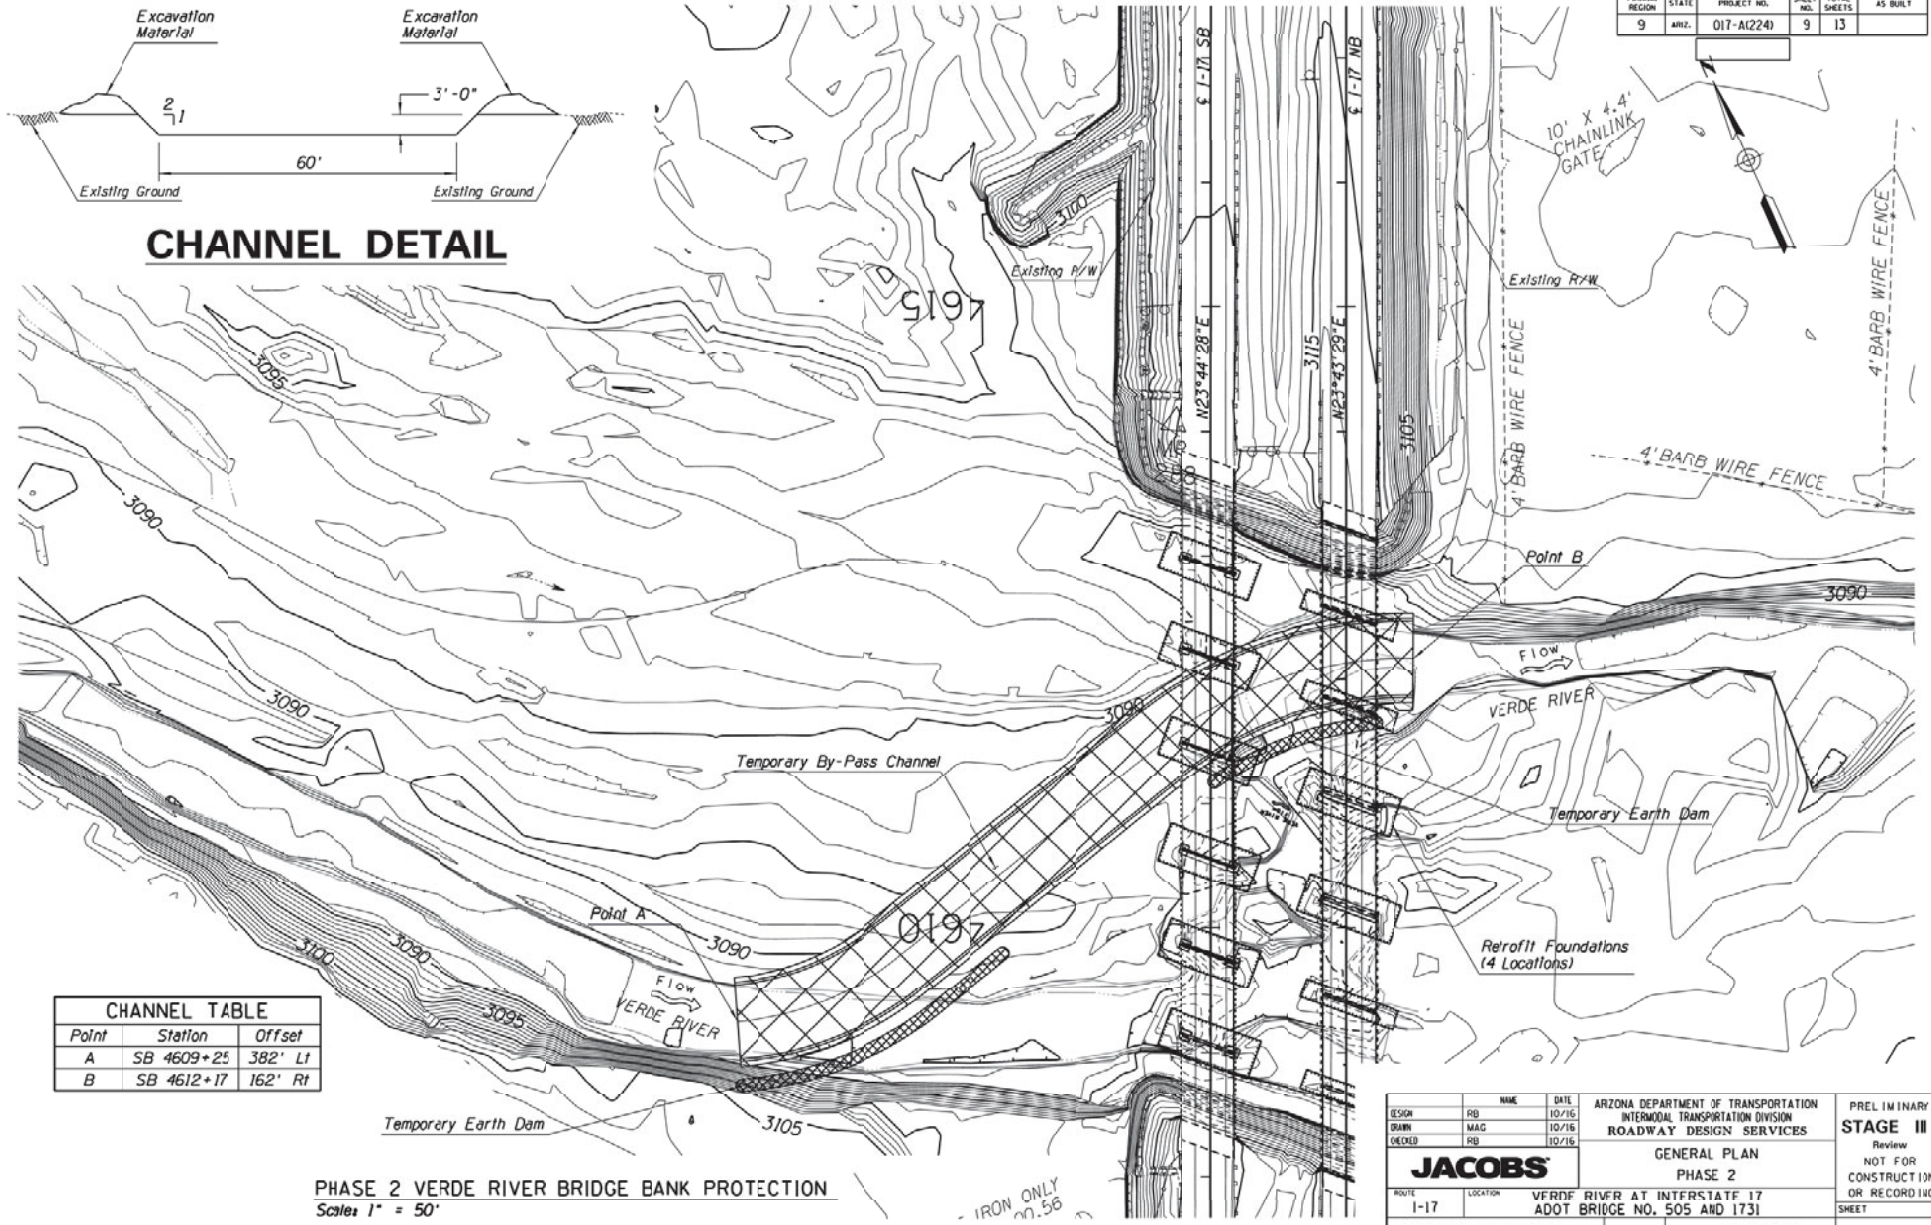 Excavation
Material
Excavation
Material
2
1
3'-0"
60'
Existing Ground
Existing Ground
CHANNEL DETAIL
REGION
STATE
PROJECT NO.
NO.
SHEETS
AS BUILT
9
ARIZ.
017-A(224)
9
13
N
I-17 SB
I-17 NB
10' X 4.4'
CHAINLINK
GATE
4' BARB WIRE FENCE
4' BARB WIRE FENCE
4' BARB WIRE FENCE
3100
Existing R/W
Existing R/W
4615
N23°44'28"E
3115
N23°43'29"E
3105
3095
3090
Point B
3090
Flow
VERDE RIVER
3090
3090
Temporary By-Pass Channel
Temporary Earth Dam
Point A
4610
3090
3100
3090
3095
Flow
VERDE RIVER
Retrofit Foundations
(4 Locations)
CHANNEL TABLE
Point Station Offset
A SB 4609+25 382' Lt
B SB 4612+17 162' Rt
Temporary Earth Dam
3105
PHASE 2 VERDE RIVER BRIDGE BANK PROTECTION
Scale: 1" = 50'
IRON ONLY
NAME DATE
DESIGN RB 10/16
DRAWN MAG 10/16
CHECKED RB 10/16
ARIZONA DEPARTMENT OF TRANSPORTATION
INTERMODAL TRANSPORTATION DIVISION
ROADWAY DESIGN SERVICES
PRELIMINARY
STAGE III
Review
NOT FOR
CONSTRUCTION
OR RECORDING
JACOBS
GENERAL PLAN
PHASE 2
ROUTE
I-17
LOCATION
VERDE RIVER AT INTERSTATE 17
ADOT BRIDGE NO. 505 AND 1731
SHEET